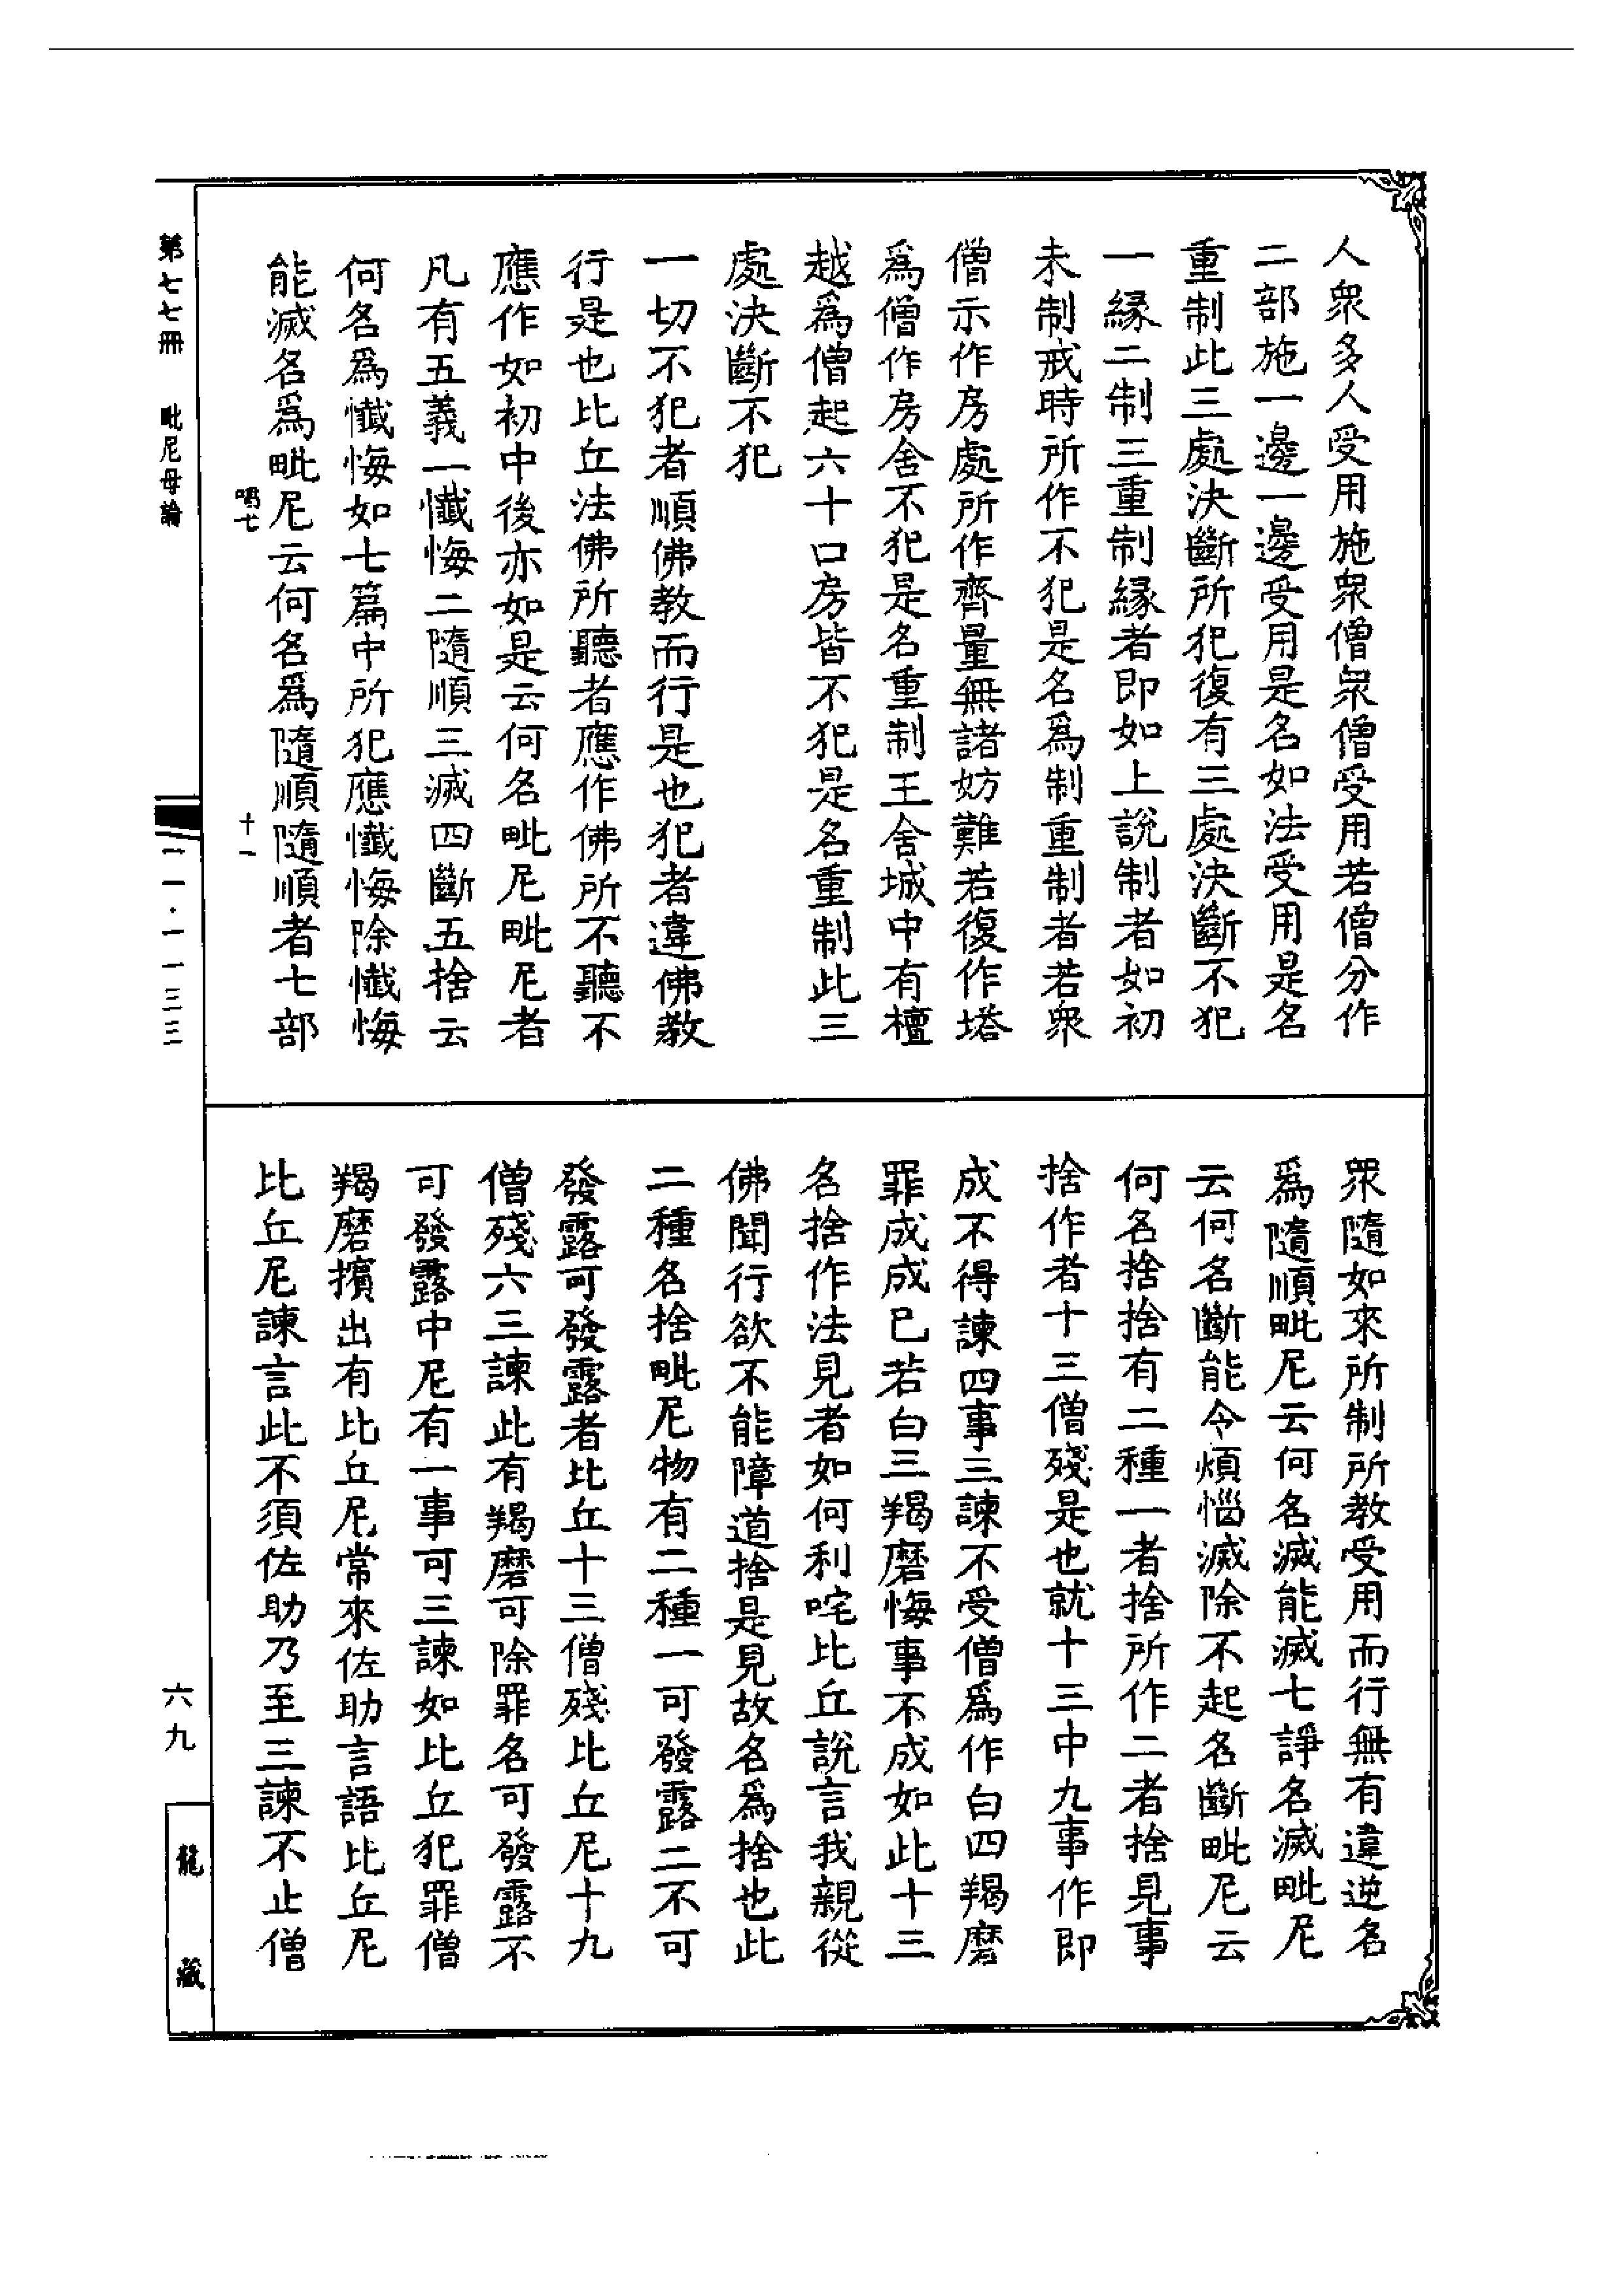 人衆多人受用施衆僧衆僧受用若僧分作
二部施一邊一邊受用是名如法受用是名
重制此三處決斷所犯復有三處決斷不犯
一緣二制三重制緣者即如上說制者如初
未制戒時所作不犯是名爲制重制者若衆
僧示作房處所作齊量無諸妨難若復作塔
爲僧作房舍不犯是名重制王舍城中有檀
越爲僧起六十口房皆不犯是名重制此三
處決斷不犯
一切不犯者順佛教而行是也犯者違佛教
行是也比丘法佛所聽者應作佛所不聽不
應作如初中後亦如是云何名毗尼毗尼者
凡有五義一懺悔二隨順三滅四斷五捨云
何名爲懺悔如七篇中所犯應懺悔除懺悔
能滅名爲毗尼云何名爲隨順隨順者七部
十一
衆隨如來所制所教受用而行無有違逆名
爲隨順毗尼云何名滅能滅七諍名滅毗尼
云何名斷能令煩惱滅除不起名斷毗尼云
何名捨捨有二種一者捨所作二者捨見事
捨作者十三僧殘是也就十三中九事作即
成不得諫四事三諫不受僧爲作白四羯磨
罪成成已若白三羯磨悔事不成如此十三
名捨作法見者如何利咤比丘說言我親從
佛聞行欲不能障道捨是見故名爲捨也此
二種名捨毗尼物有二種一可發露二不可
發露可發露者比丘十三僧殘比丘尼十九
僧殘六三諫此有羯磨可除罪名可發露不
可發露中尼有一事可三諫如比丘犯罪僧
羯磨擯出有比丘尼常來佐助言語比丘尼
比丘尼諫言此不須佐助乃至三諫不止僧
第七七冊 毗尼母論
一一·一一三三
六九
龍藏